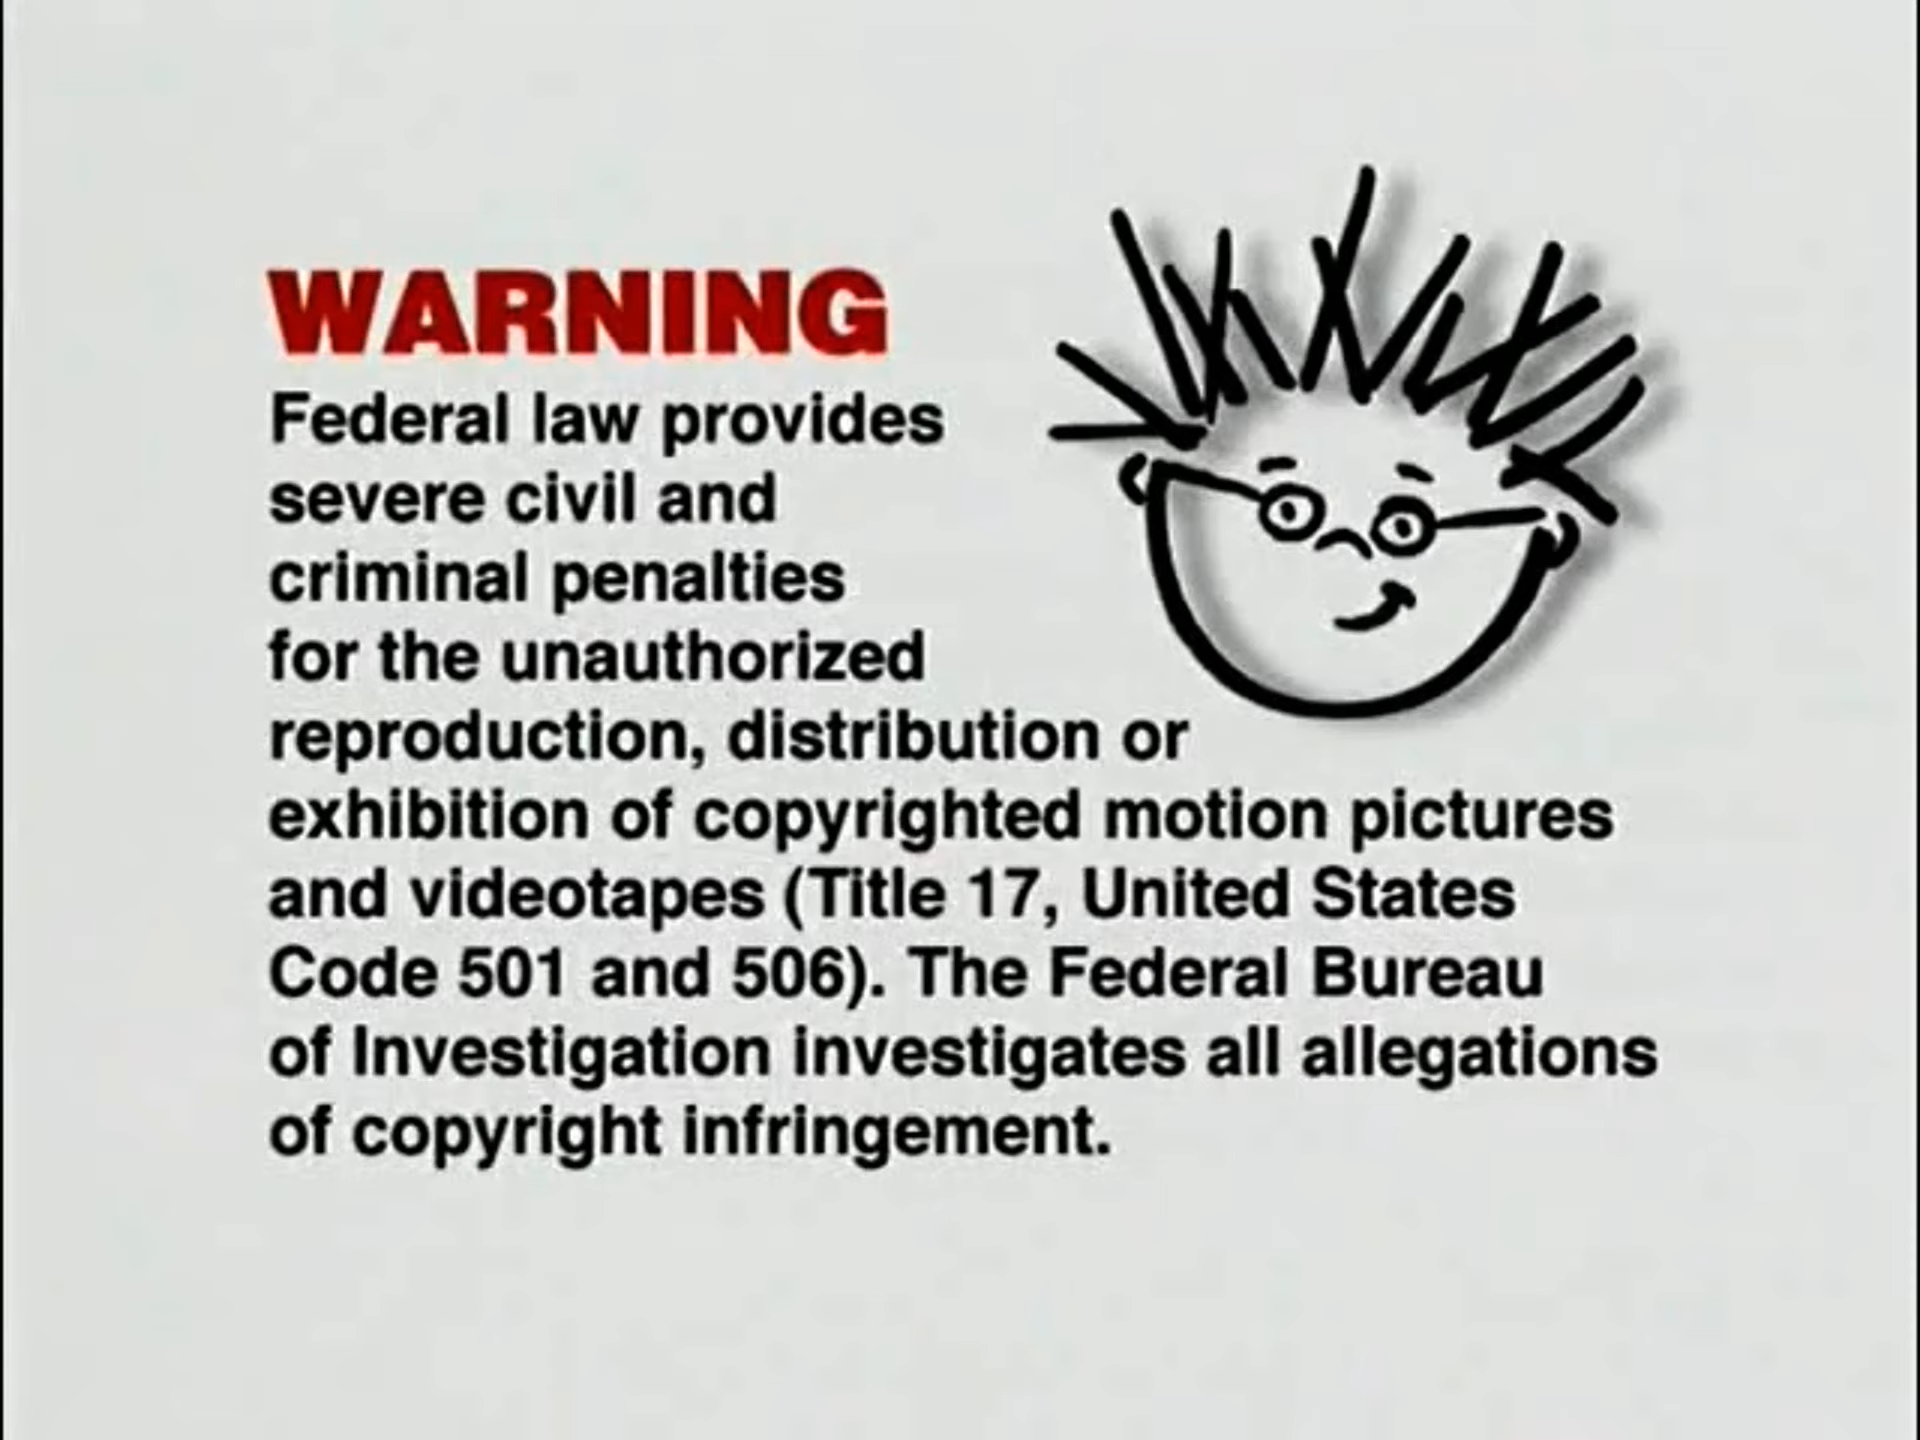 WARNING
Federal law provides
severe civil and
criminal penalties
for the unauthorized
reproduction, distribution or
exhibition of copyrighted motion pictures
and videotapes (Title 17, United States
Code 501 and 506). The Federal Bureau
of Investigation investigates all allegations
of copyright infringement.